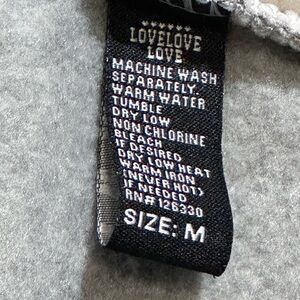 LOVELOVE
LOVE
MACHINE WASH
SEPARATELY.
WARM WATER
TUMBLE
DRY LOW
NON CHLORINE
BLEACH
IF DESIRED
DRY LOW HEAT
WARM IRON
(NEVER HOT)
IF NEEDED
RN#126330
SIZE: M